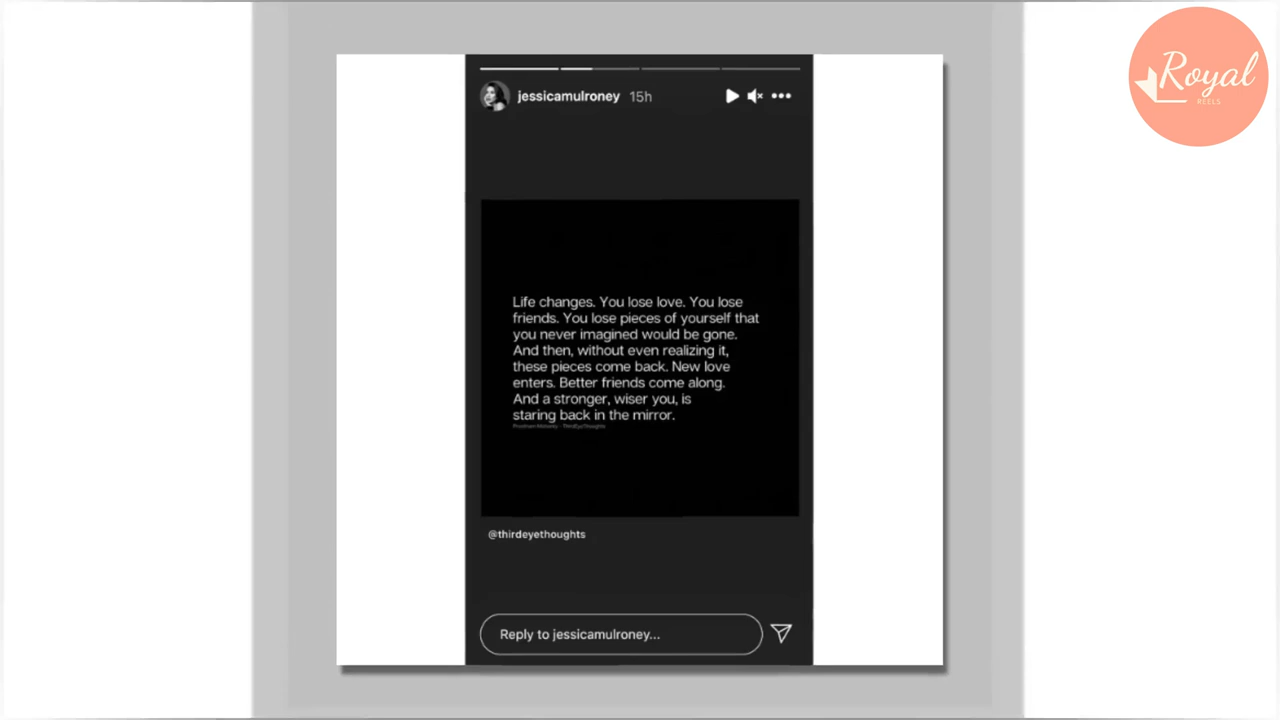 Royal
REELS
jessicamulroney 15h
Life changes. You lose love. You lose
friends. You lose pieces of yourself that
you never imagined would be gone.
And then, without even realizing it,
these pieces come back. New love
enters. Better friends come along.
And a stronger, wiser you, is
staring back in the mirror.
ThirdEyeThoughts
@thirdeyethoughts
Reply to jessicamulroney...